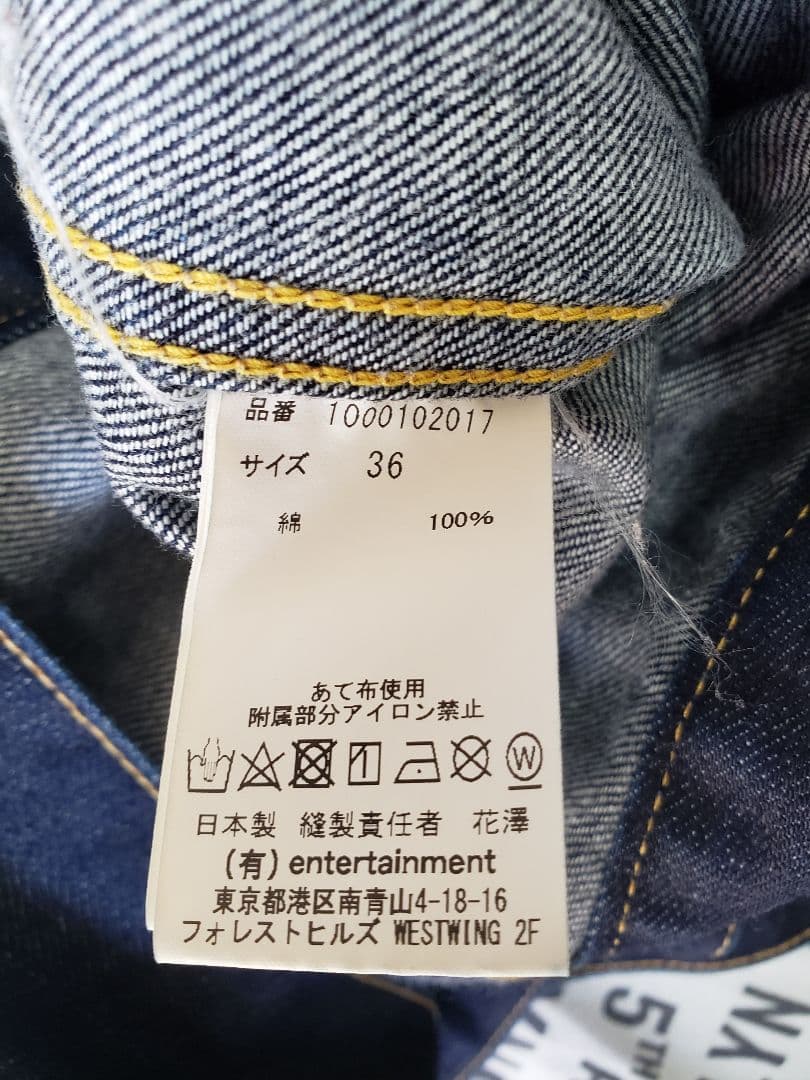 品番 1000102017
サイズ 36
綿 100%
あて布使用
附属部分アイロン禁止
W
日本製 縫製責任者 花澤
(有) entertainment
東京都港区南青山4-18-16
フォレストヒルズ WESTWING 2F
NY
5TH